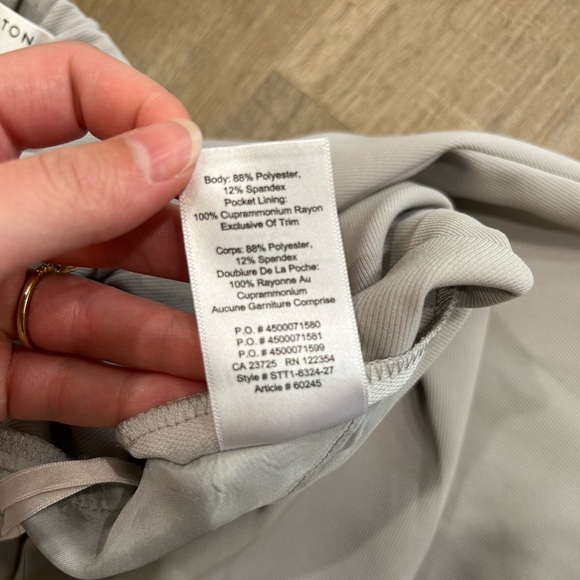 TON
Body: 88% Polyester,
12% Spandex
Pocket Lining:
100% Cuprammonium Rayon
Exclusive Of Trim
Corps: 88% Polyester,
12% Spandex
Doublure De La Poche:
100% Rayonne Au
Cuprammonium
Aucune Garniture Comprise
P.O. # 4500071580
P.O. # 4500071581
P.O. # 4500071599
CA 23725 RN 122354
Style # STT1-8324-27
Article # 60245